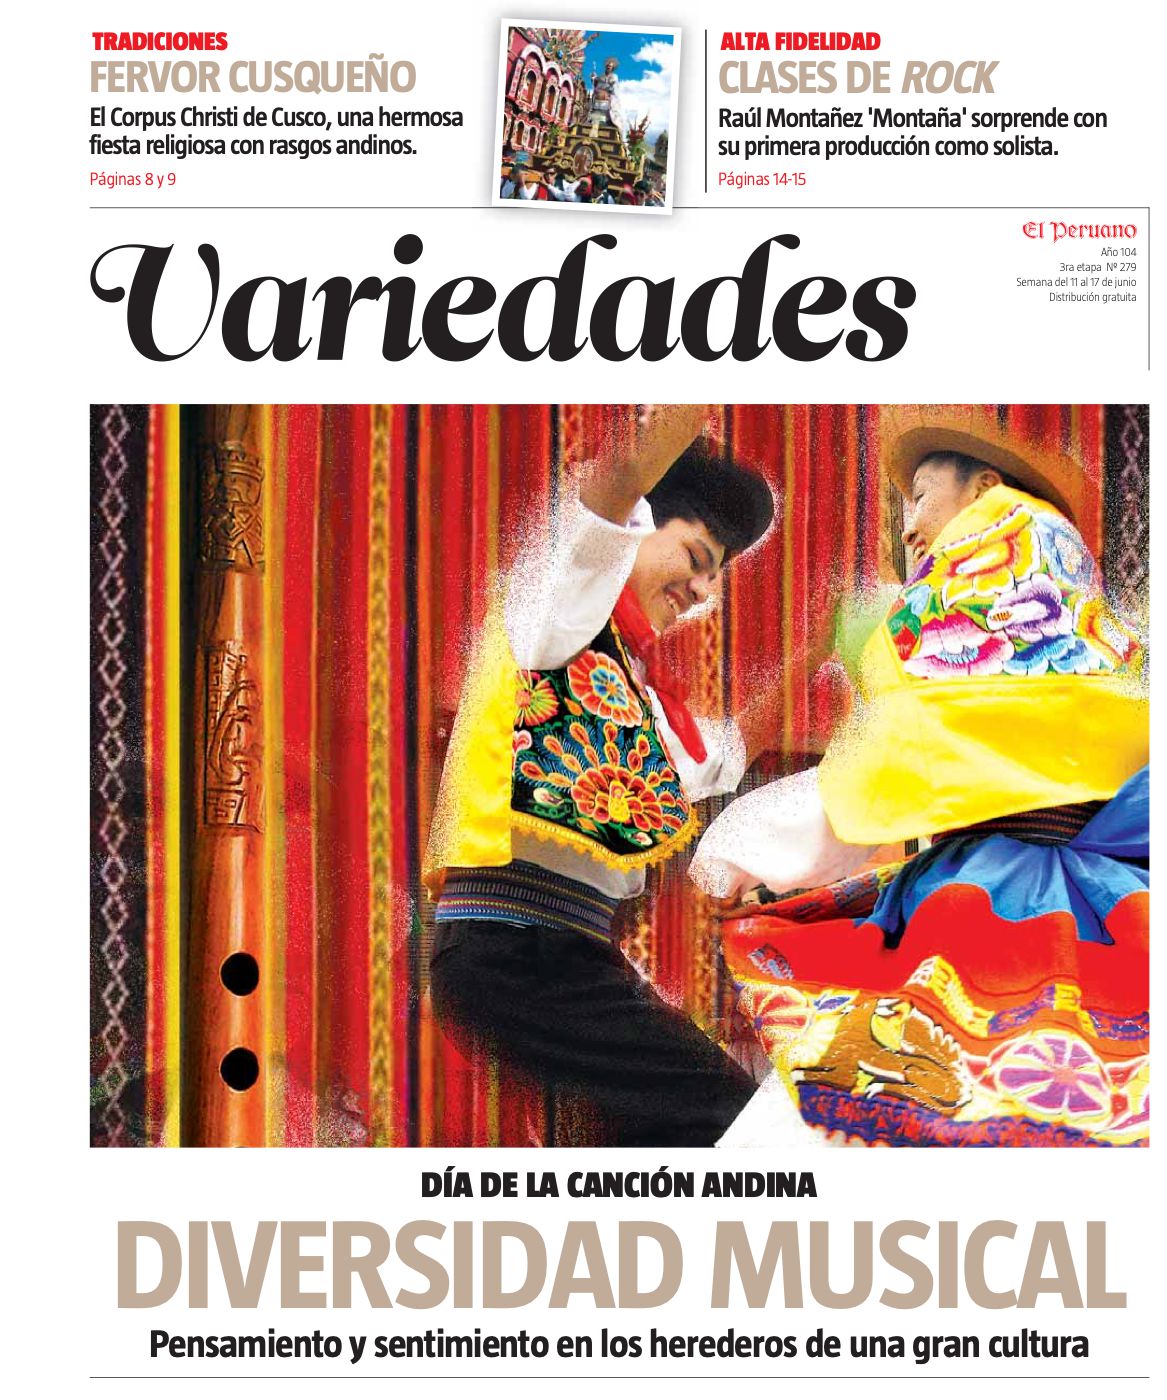 TRADICIONES
FERVOR CUSQUEÑO
El Corpus Christi de Cusco, una hermosa
fiesta religiosa con rasgos andinos.
Páginas 8 y 9
ALTA FIDELIDAD
CLASES DE ROCK
Raúl Montañez 'Montaña' sorprende con
su primera producción como solista.
Páginas 14-15
Variedades
El Peruano
Año 104
3ra etapa Nº 279
Semana del 11 al 17 de junio
Distribución gratuita
DÍA DE LA CANCIÓN ANDINA
DIVERSIDAD MUSICAL
Pensamiento y sentimiento en los herederos de una gran cultura